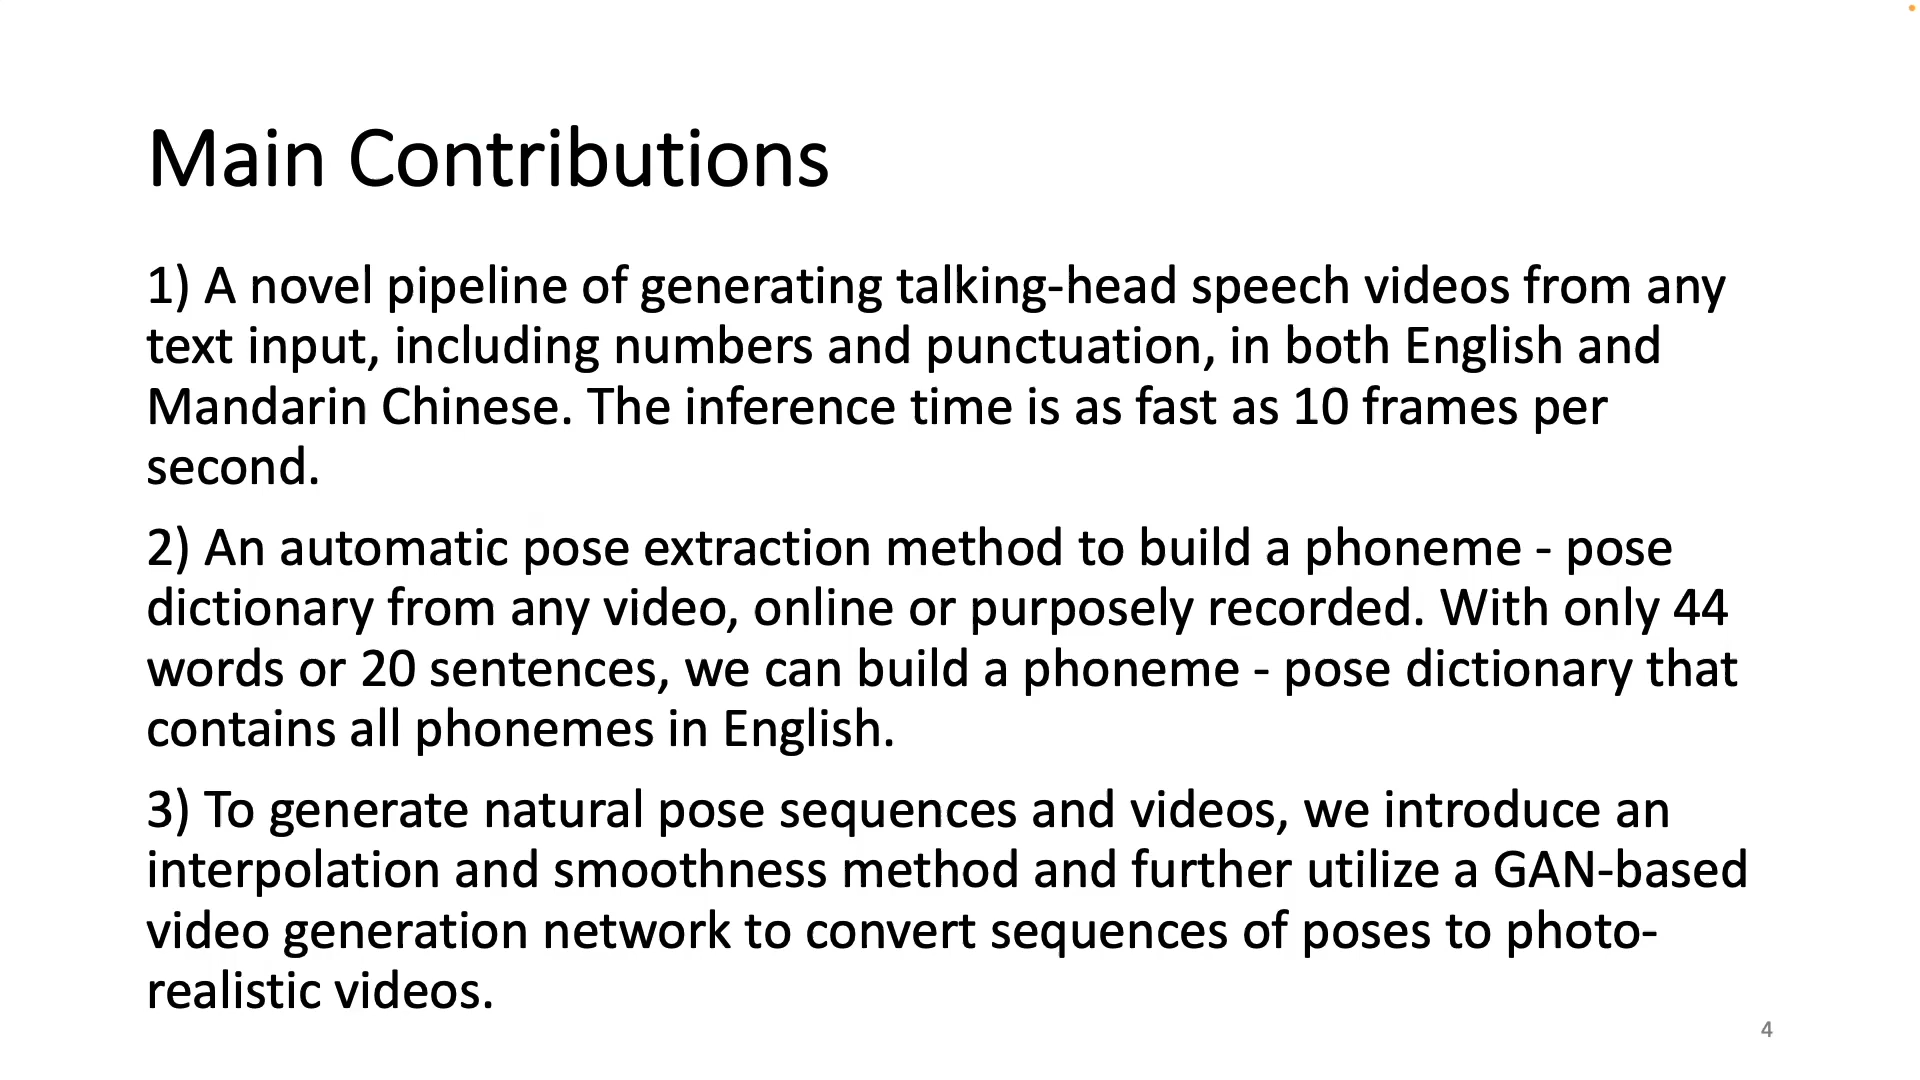 Main Contributions
1) A novel pipeline of generating talking-head speech videos from any
text input, including numbers and punctuation, in both English and
Mandarin Chinese. The inference time is as fast as 10 frames per
second.
2) An automatic pose extraction method to build a phoneme - pose
dictionary from any video, online or purposely recorded. With only 44
words or 20 sentences, we can build a phoneme - pose dictionary that
contains all phonemes in English.
3) To generate natural pose sequences and videos, we introduce an
interpolation and smoothness method and further utilize a GAN-based
video generation network to convert sequences of poses to photo-
realistic videos.
4